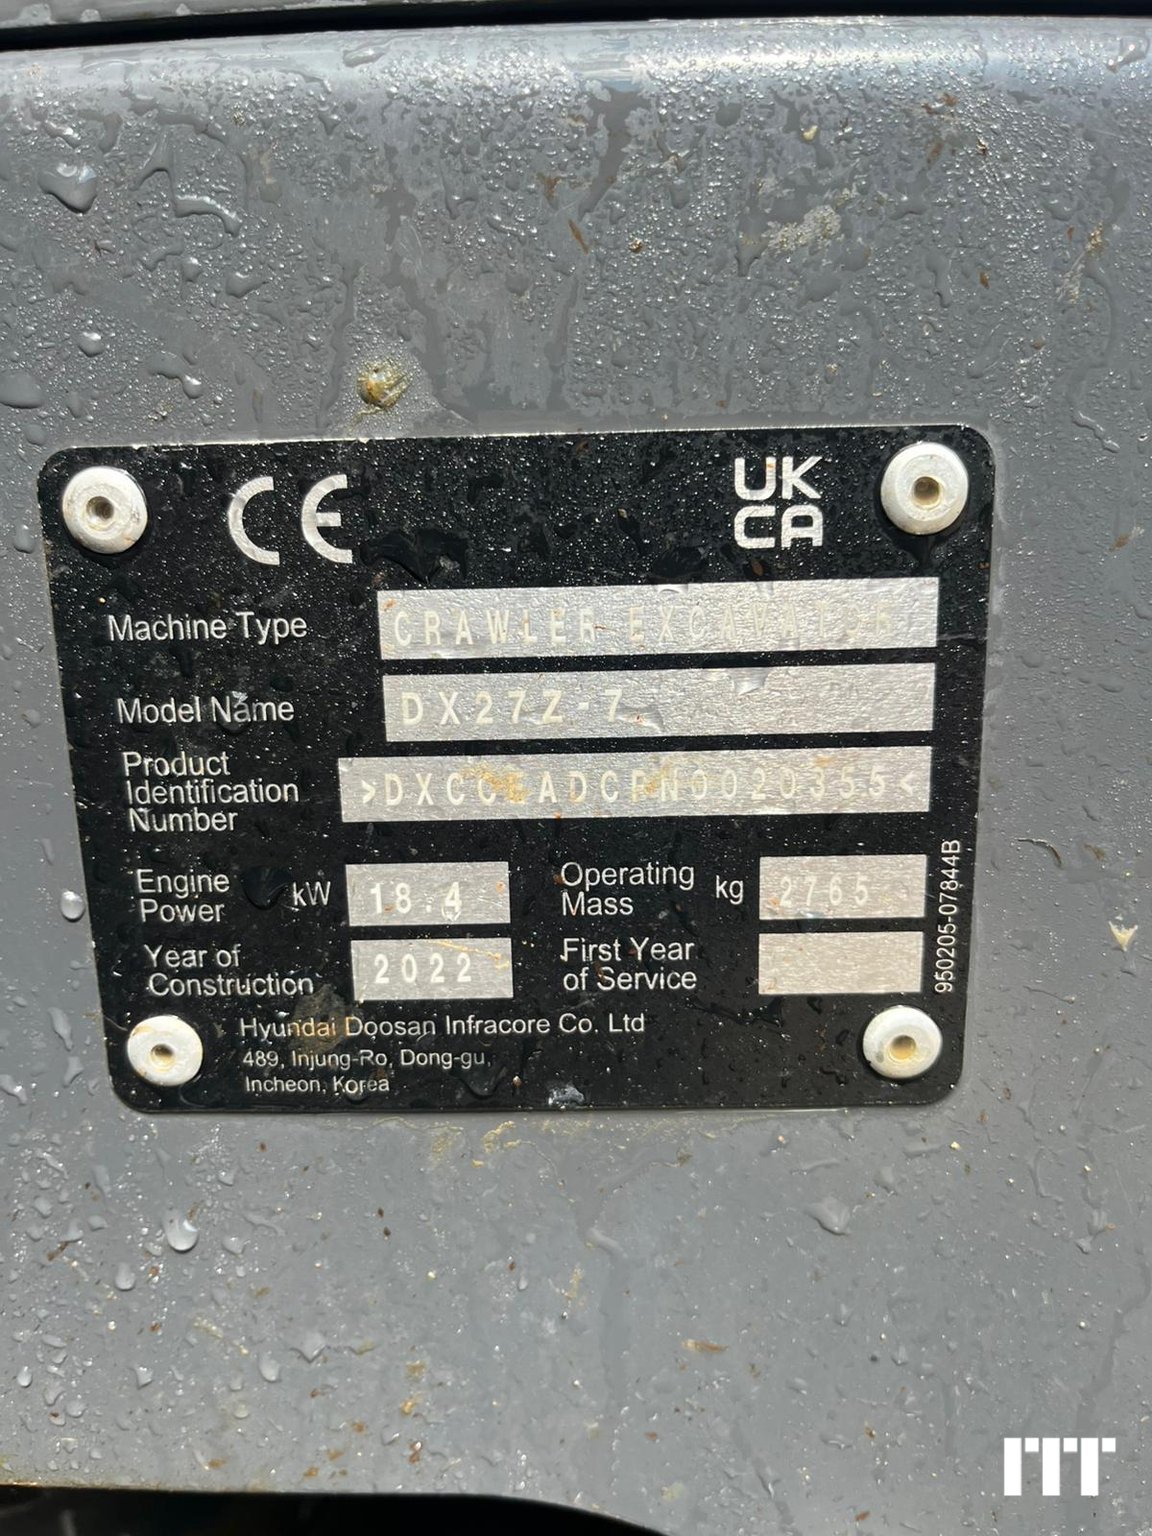 CE
UK
CA
Machine Type CRAWLER EXCAVATOR
Model Name DX27Z-7
Product
Identification
Number
Engine
Power kW 18.4
Operating
Mass kg 2765
Year of
Construction 2022
First Year
of Service
Hyundai Doosan Infracore Co. Ltd
489, Injung-Ro, Dong-gu,
Incheon, Korea
950205-07844B